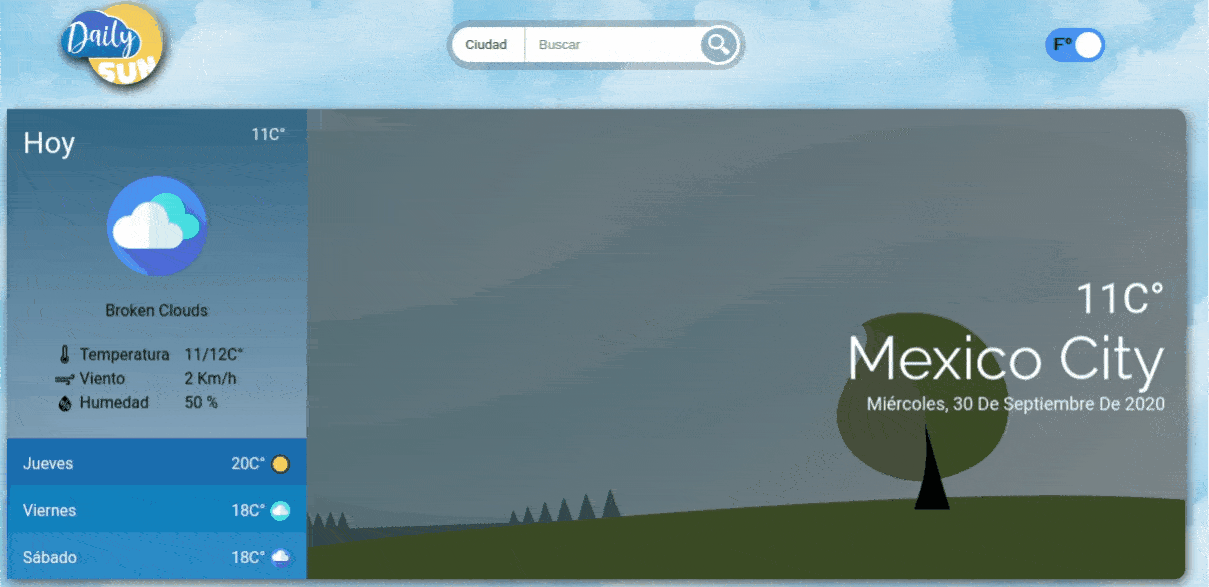 Daily
SUN
Ciudad
Buscar
F°
Hoy
11C°
Broken Clouds
Temperatura 11/12C°
Viento 2 Km/h
Humedad 50 %
Jueves 20C°
Viernes 18C°
Sábado 18C°
11C°
Mexico City
Miércoles, 30 De Septiembre De 2020